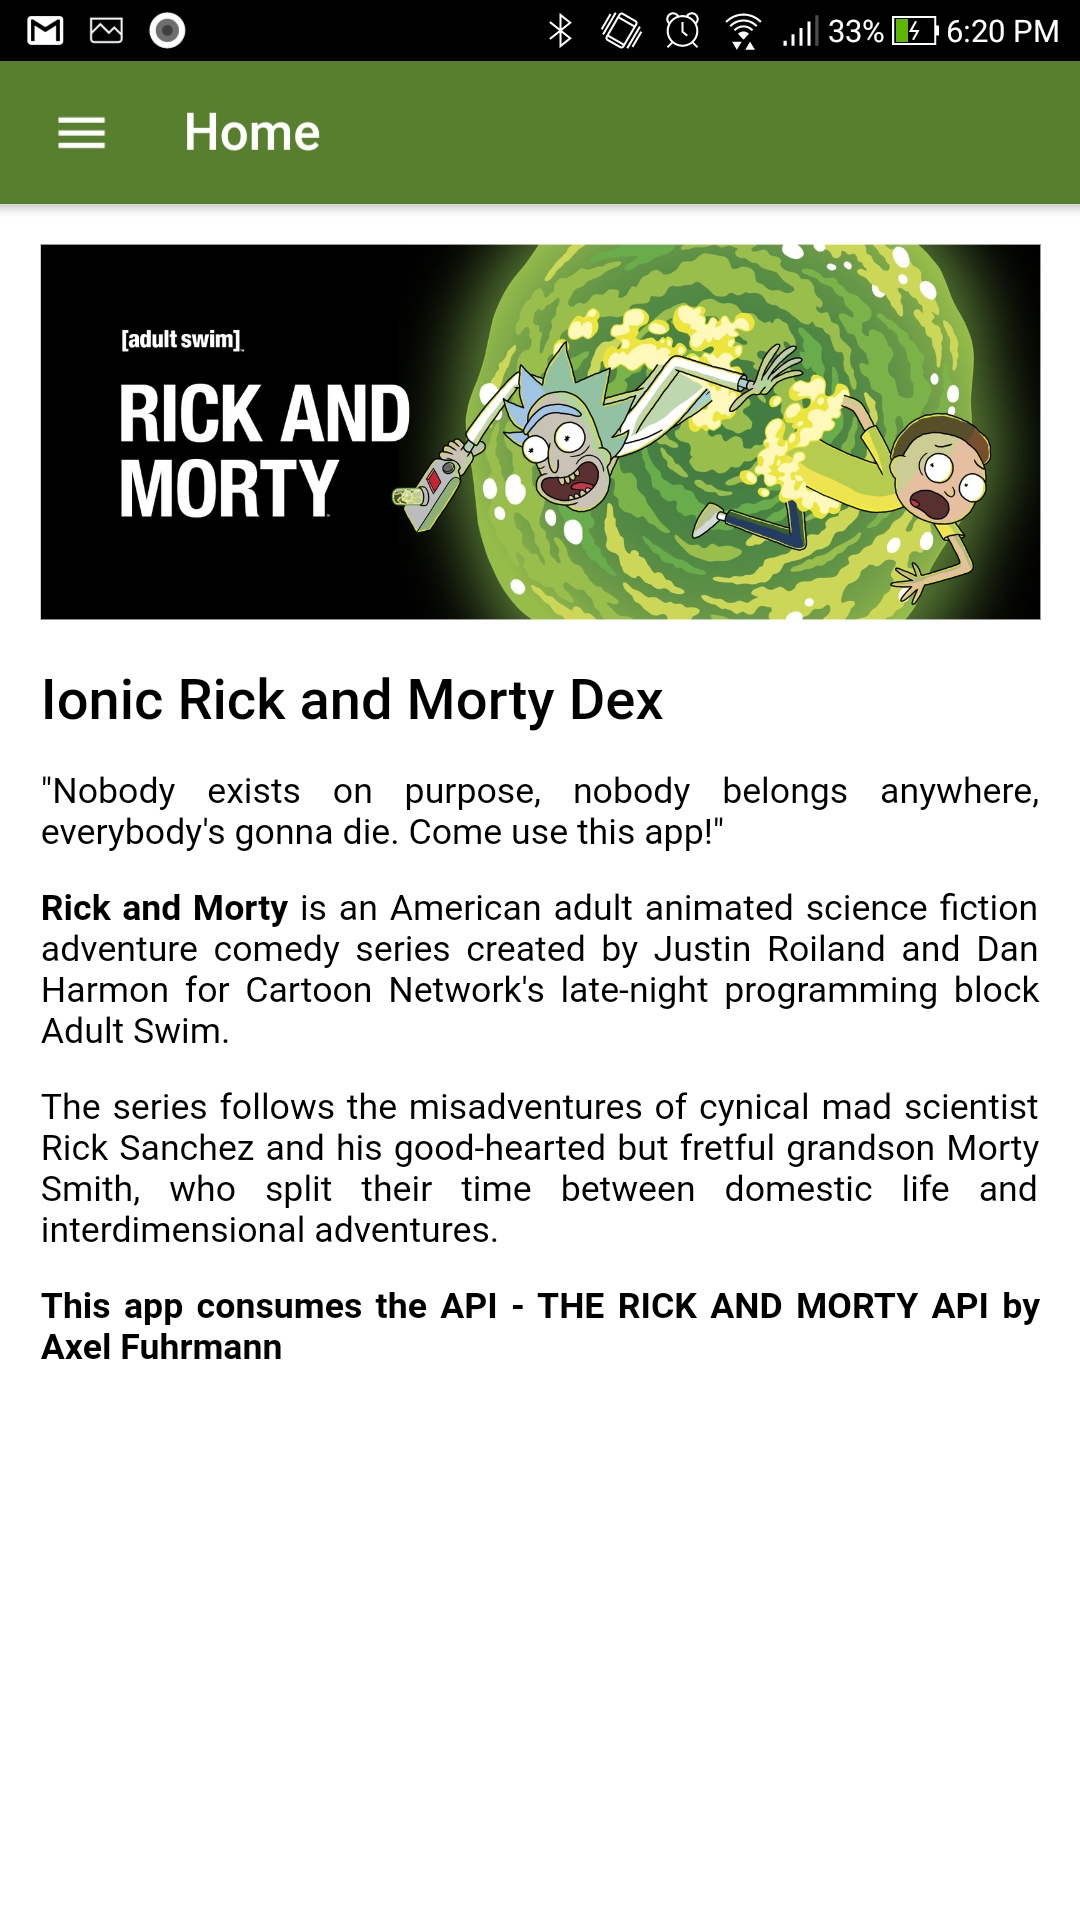 33% 6:20 PM
Home
[adult swim].
RICK AND
MORTY
Ionic Rick and Morty Dex
"Nobody exists on purpose, nobody belongs anywhere,
everybody's gonna die. Come use this app!"
Rick and Morty is an American adult animated science fiction
adventure comedy series created by Justin Roiland and Dan
Harmon for Cartoon Network's late-night programming block
Adult Swim.
The series follows the misadventures of cynical mad scientist
Rick Sanchez and his good-hearted but fretful grandson Morty
Smith, who split their time between domestic life and
interdimensional adventures.
This app consumes the API - THE RICK AND MORTY API by
Axel Fuhrmann